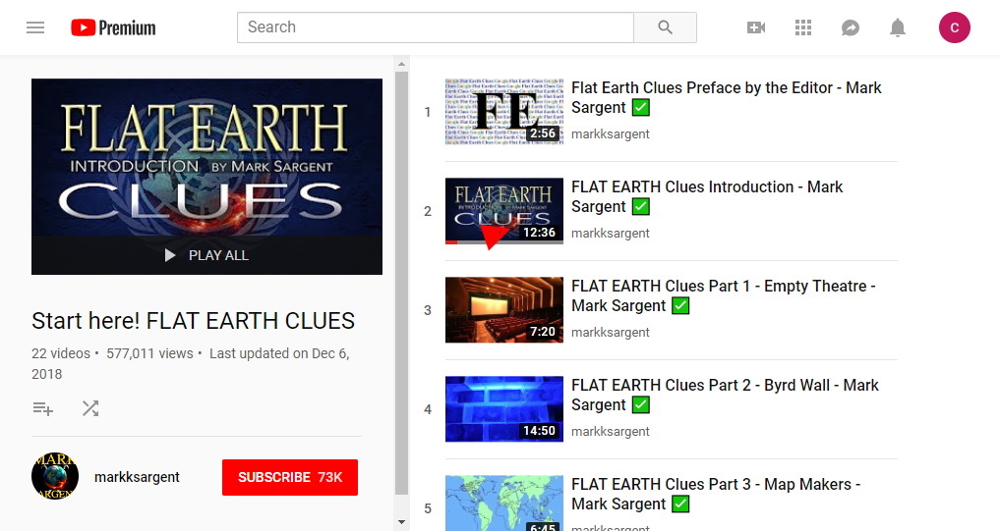 Premium
Search
C
FLAT EARTH
INTRODUCTION BY MARK SARGENT
CLUES
PLAY ALL
Start here! FLAT EARTH CLUES
22 videos • 577,011 views • Last updated on Dec 6,
2018
MARK
SARGENT
markksargent
SUBSCRIBE 73K
1
FE
2:56
Flat Earth Clues Preface by the Editor - Mark
Sargent ✅
markksargent
2
FLAT EARTH
INTRODUCTION BY MARK SARGENT
CLUES
12:36
FLAT EARTH Clues Introduction - Mark
Sargent ✅
markksargent
3
7:20
FLAT EARTH Clues Part 1 - Empty Theatre -
Mark Sargent ✅
markksargent
4
14:50
FLAT EARTH Clues Part 2 - Byrd Wall - Mark
Sargent ✅
markksargent
5
6:45
FLAT EARTH Clues Part 3 - Map Makers -
Mark Sargent ✅
markksargent